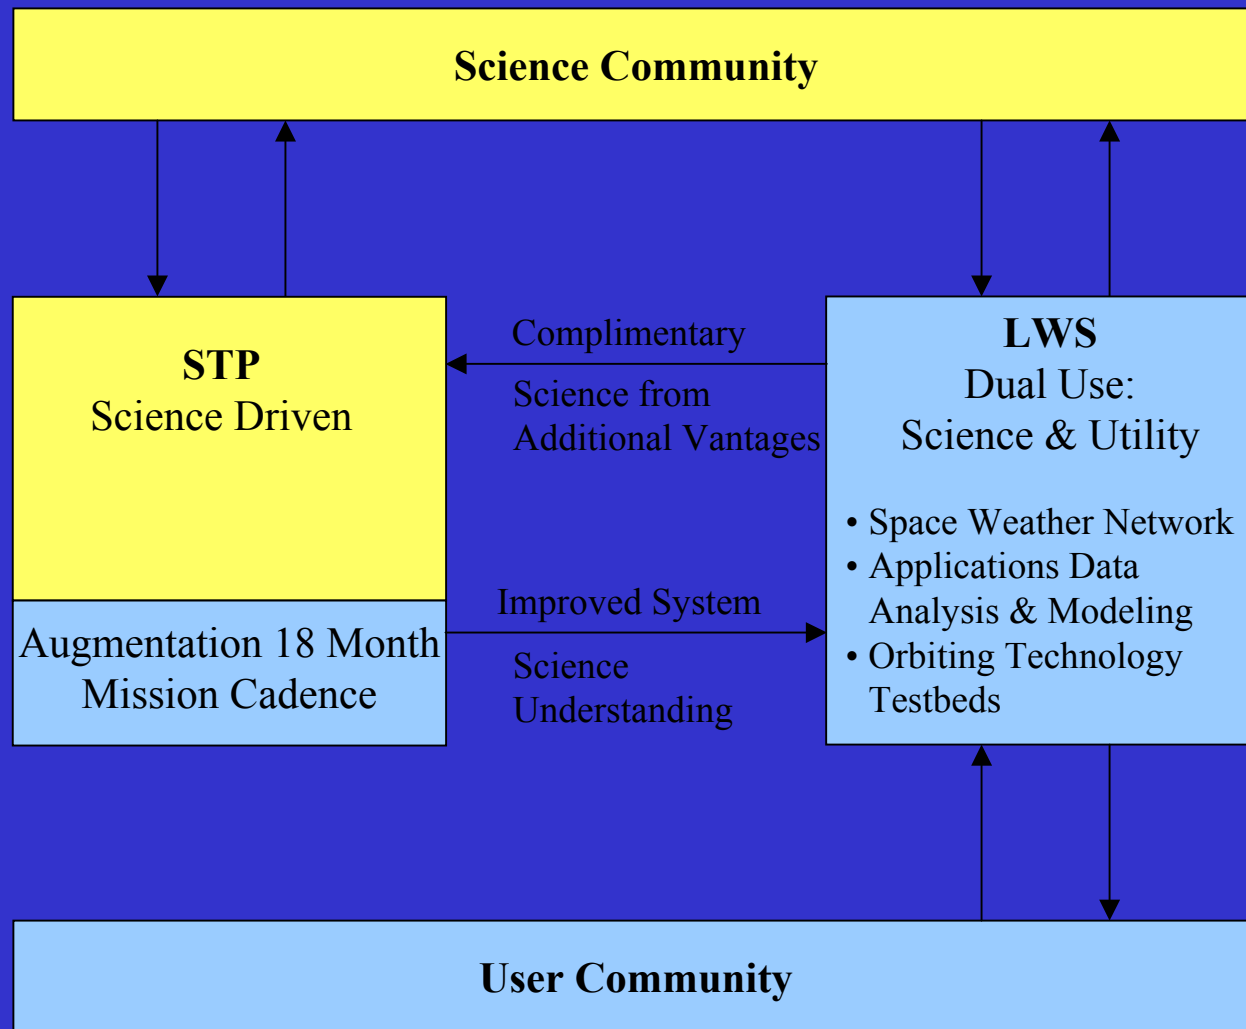 Science Community
STP
Science Driven
Augmentation 18 Month
Mission Cadence
Complimentary
Science from
Additional Vantages
Improved System
Science
Understanding
LWS
Dual Use:
Science & Utility
• Space Weather Network
• Applications Data
Analysis & Modeling
• Orbiting Technology
Testbeds
User Community